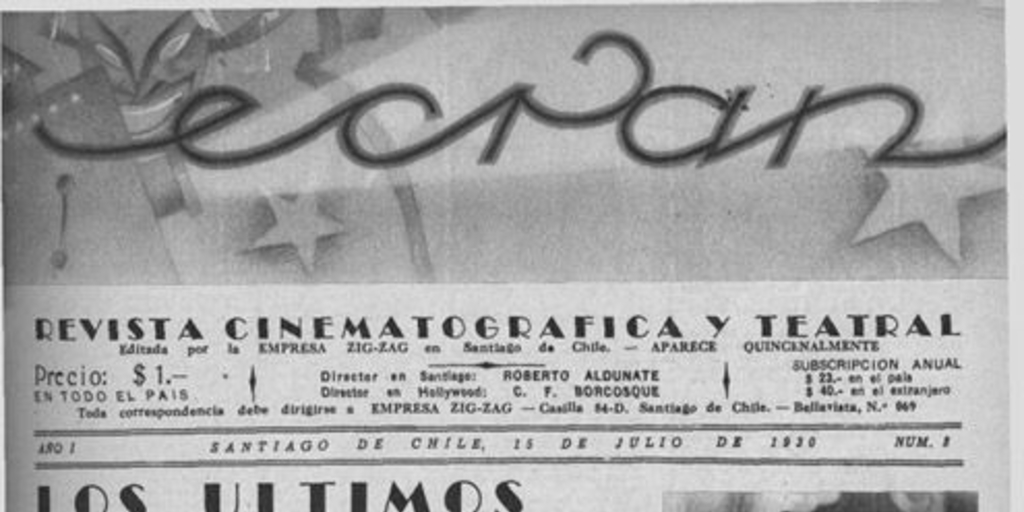 ecran
REVISTA CINEMATOGRAFICA Y TEATRAL
Editada por la EMPRESA ZIG-ZAG en Santiago de Chile. — APARECE QUINCENALMENTE
Precio: $ 1.—
EN TODO EL PAIS
Director en Santiago: ROBERTO ALDUNATE
Director en Hollywood: C. F. BORCOSQUE
SUBSCRIPCION ANUAL
$ 23.- en el país
$ 40.- en el extranjero
Toda correspondencia debe dirigirse a EMPRESA ZIG-ZAG — Casilla 84-D. Santiago de Chile. — Bellavista, N.º 069
AÑO I SANTIAGO DE CHILE, 15 DE JULIO DE 1930 NUM. 8
LOS ULTIMOS